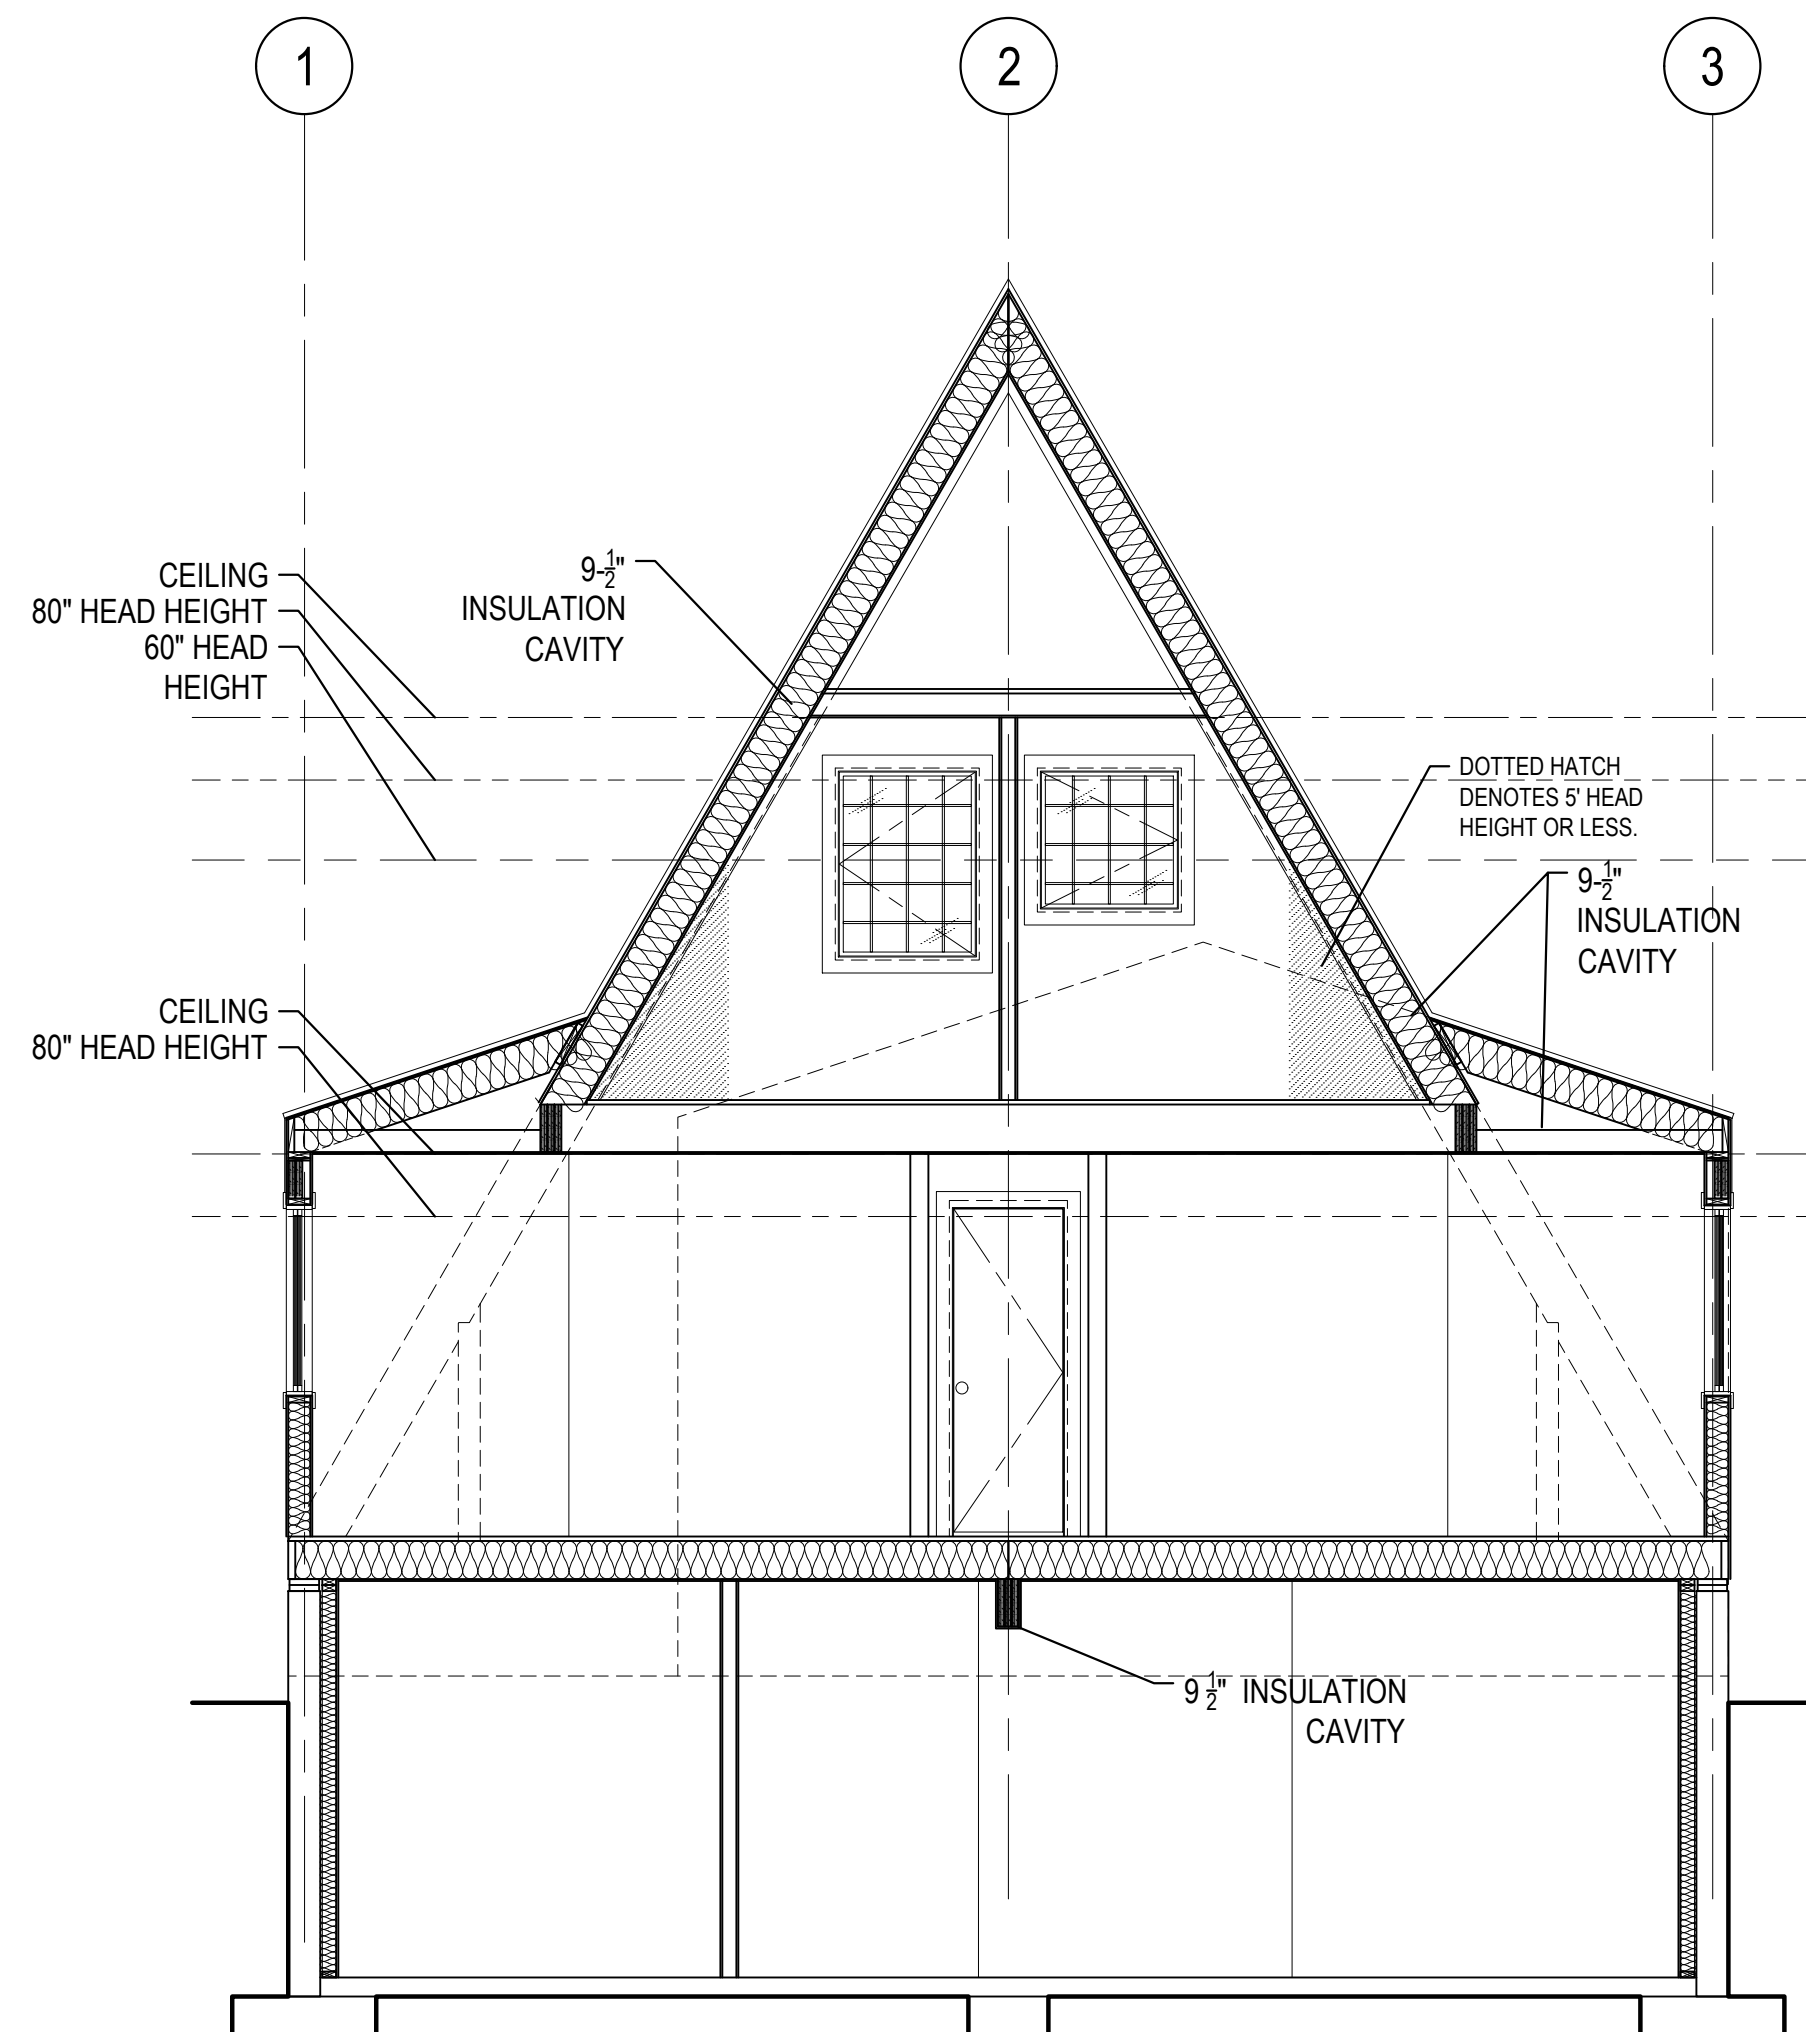 1
2
3
CEILING
80" HEAD HEIGHT
60" HEAD
HEIGHT
9-½"
INSULATION
CAVITY
DOTTED HATCH
DENOTES 5' HEAD
HEIGHT OR LESS.
9-½"
INSULATION
CAVITY
CEILING
80" HEAD HEIGHT
9 ½" INSULATION
CAVITY